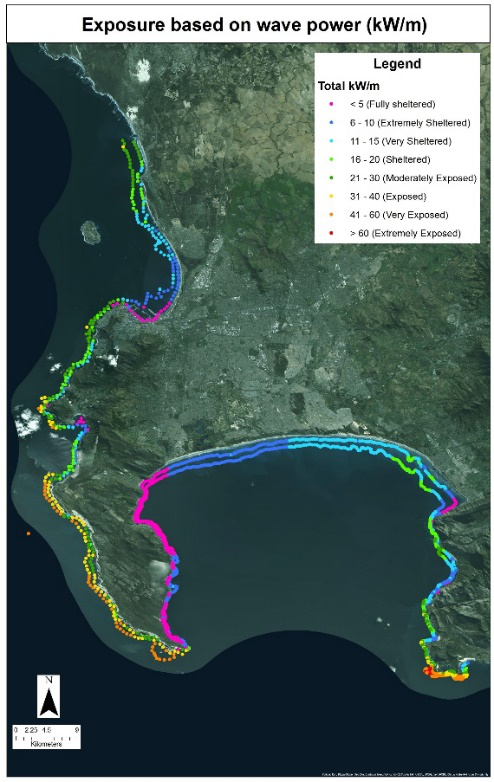 Exposure based on wave power (kW/m)
Legend
Total kW/m
< 5 (Fully sheltered)
6 - 10 (Extremely Sheltered)
11 - 15 (Very Sheltered)
16 - 20 (Sheltered)
21 - 30 (Moderately Exposed)
31 - 40 (Exposed)
41 - 60 (Very Exposed)
> 60 (Extremely Exposed)
N
0 2.25 4.5 9
Kilometers